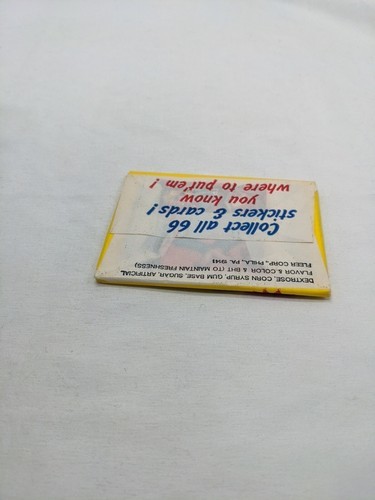 Collect all 66
stickers & cards!
you know
where to put'em!
DEXTROSE, CORN SYRUP, GUM BASE, SUGAR, ARTIFICIAL
FLAVOR & COLOR & BHT (TO MAINTAIN FRESHNESS)
FLEER CORP., PHILA., PA. 19141